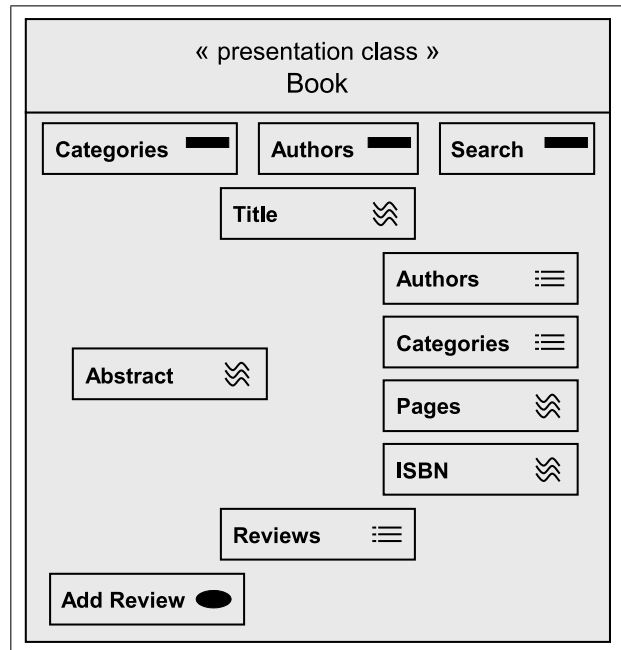 « presentation class »
Book
Categories
Authors
Search
Title
Authors
Categories
Abstract
Pages
ISBN
Reviews
Add Review